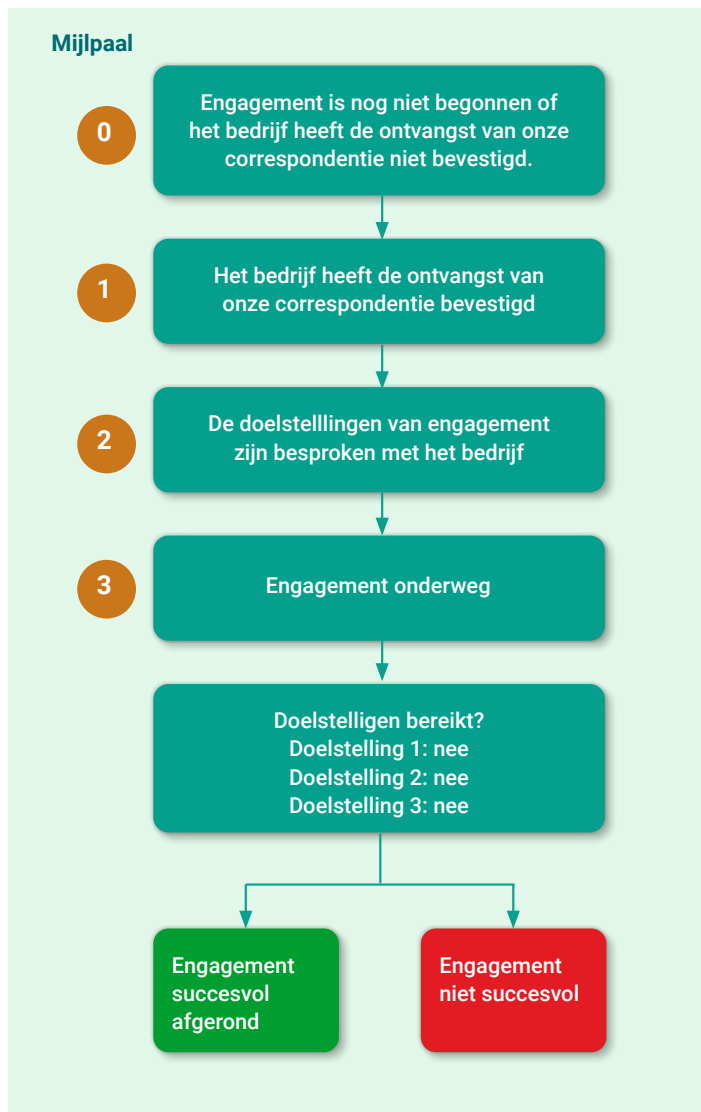 Mijlpaal
0
Engagement is nog niet begonnen of
het bedrijf heeft de ontvangst van onze
correspondentie niet bevestigd.
1
Het bedrijf heeft de ontvangst van
onze correspondentie bevestigd
2
De doelstelllingen van engagement
zijn besproken met het bedrijf
3
Engagement onderweg
Doelstelligen bereikt?
Doelstelling 1: nee
Doelstelling 2: nee
Doelstelling 3: nee
Engagement
succesvol
afgerond
Engagement
niet succesvol